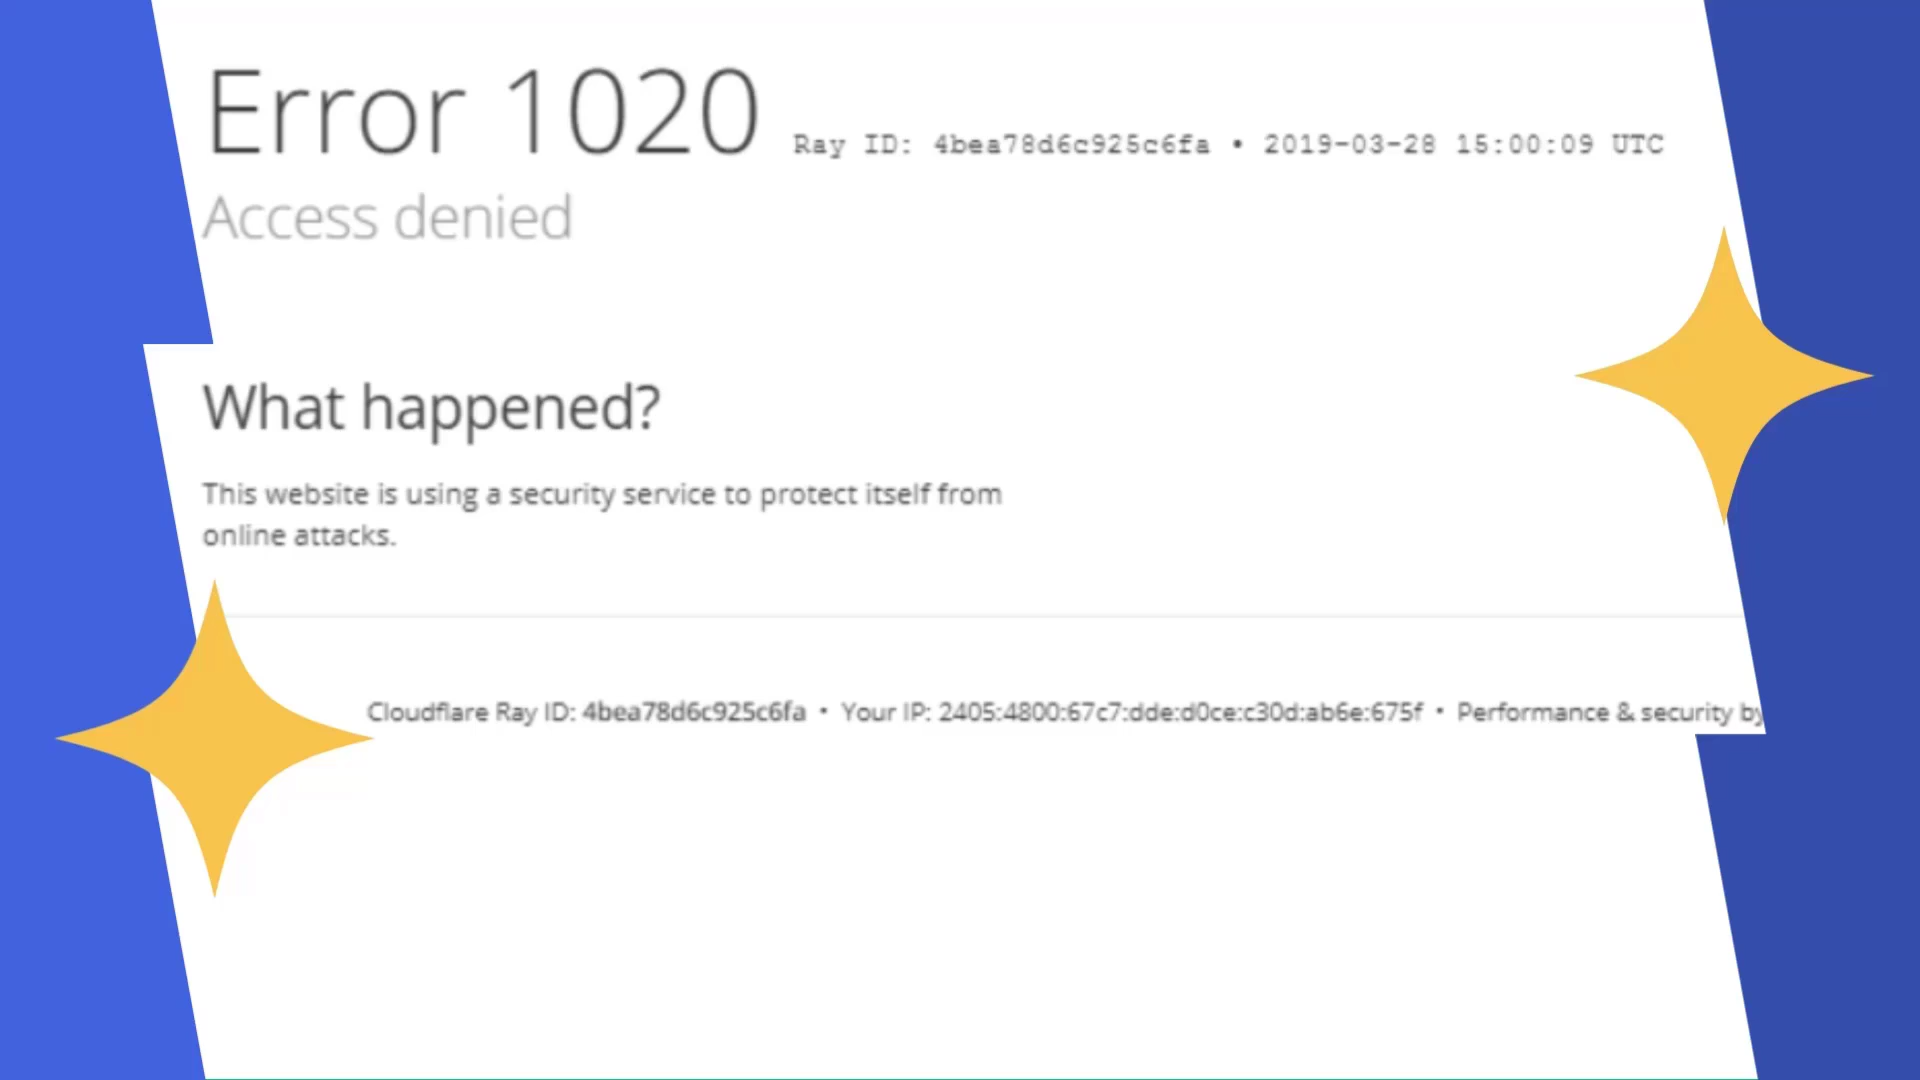 Error 1020 Ray ID: 4bea78d6c925c6fa • 2019-03-28 15:00:09 UTC
Access denied
What happened?
This website is using a security service to protect itself from
online attacks.
Cloudflare Ray ID: 4bea78d6c925c6fa • Your IP: 2405:4800:67c7:dde:d0ce:c30d:ab6e:675f • Performance & security by